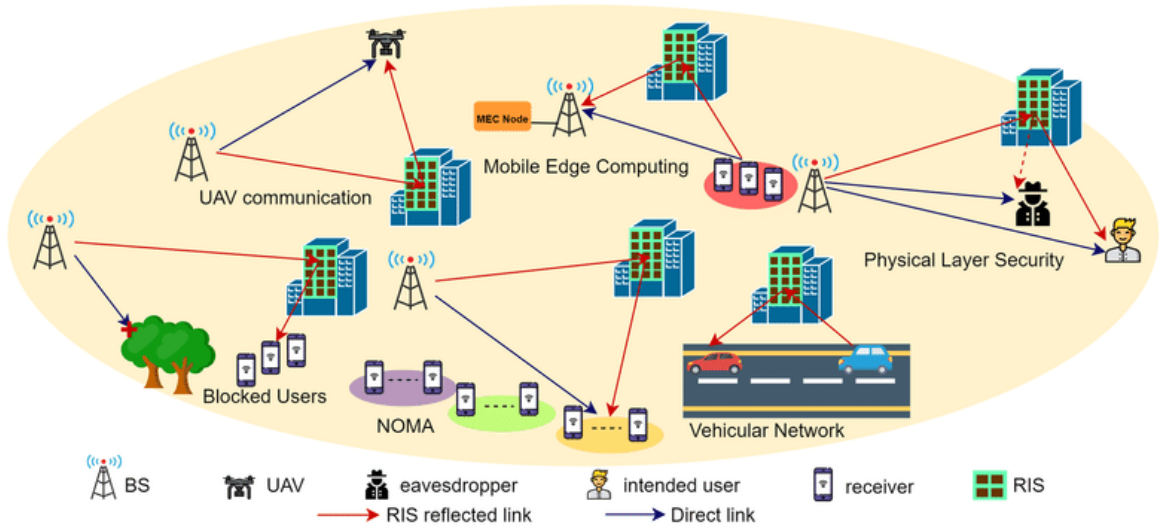 MEC Node
Mobile Edge Computing
UAV communication
Physical Layer Security
Blocked Users
NOMA
Vehicular Network
BS
UAV
eavesdropper
intended user
receiver
RIS
RIS reflected link
Direct link